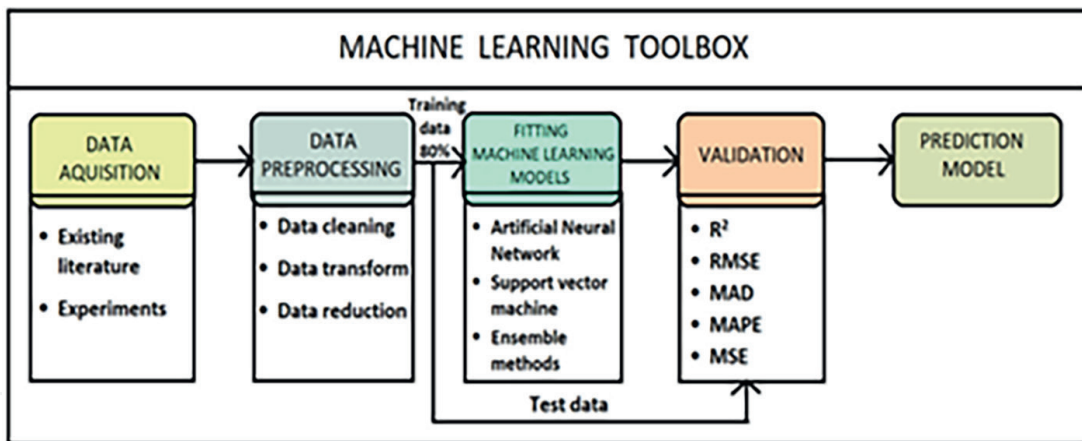 MACHINE LEARNING TOOLBOX
DATA
AQUISITION
• Existing
literature
• Experiments
DATA
PREPROCESSING
• Data cleaning
• Data transform
• Data reduction
Training
data
80%
FITTING
MACHINE LEARNING
MODELS
• Artificial Neural
Network
• Support vector
machine
• Ensemble
methods
VALIDATION
• R²
• RMSE
• MAD
• MAPE
• MSE
PREDICTION
MODEL
Test data